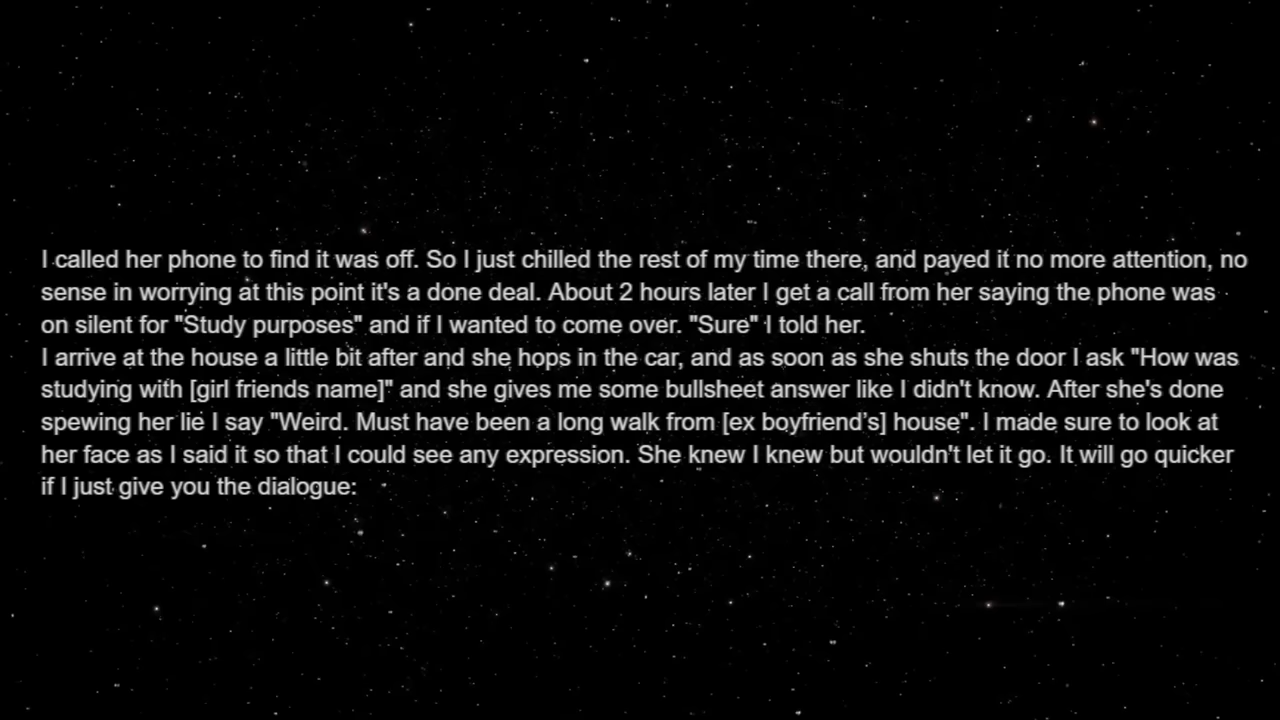 I called her phone to find it was off. So I just chilled the rest of my time there, and payed it no more attention, no
sense in worrying at this point it's a done deal. About 2 hours later I get a call from her saying the phone was
on silent for "Study purposes" and if I wanted to come over. "Sure" I told her.
I arrive at the house a little bit after and she hops in the car, and as soon as she shuts the door I ask "How was
studying with [girl friends name]" and she gives me some bullsheet answer like I didn't know. After she's done
spewing her lie I say "Weird. Must have been a long walk from [ex boyfriend’s] house". I made sure to look at
her face as I said it so that I could see any expression. She knew I knew but wouldn't let it go. It will go quicker
if I just give you the dialogue: